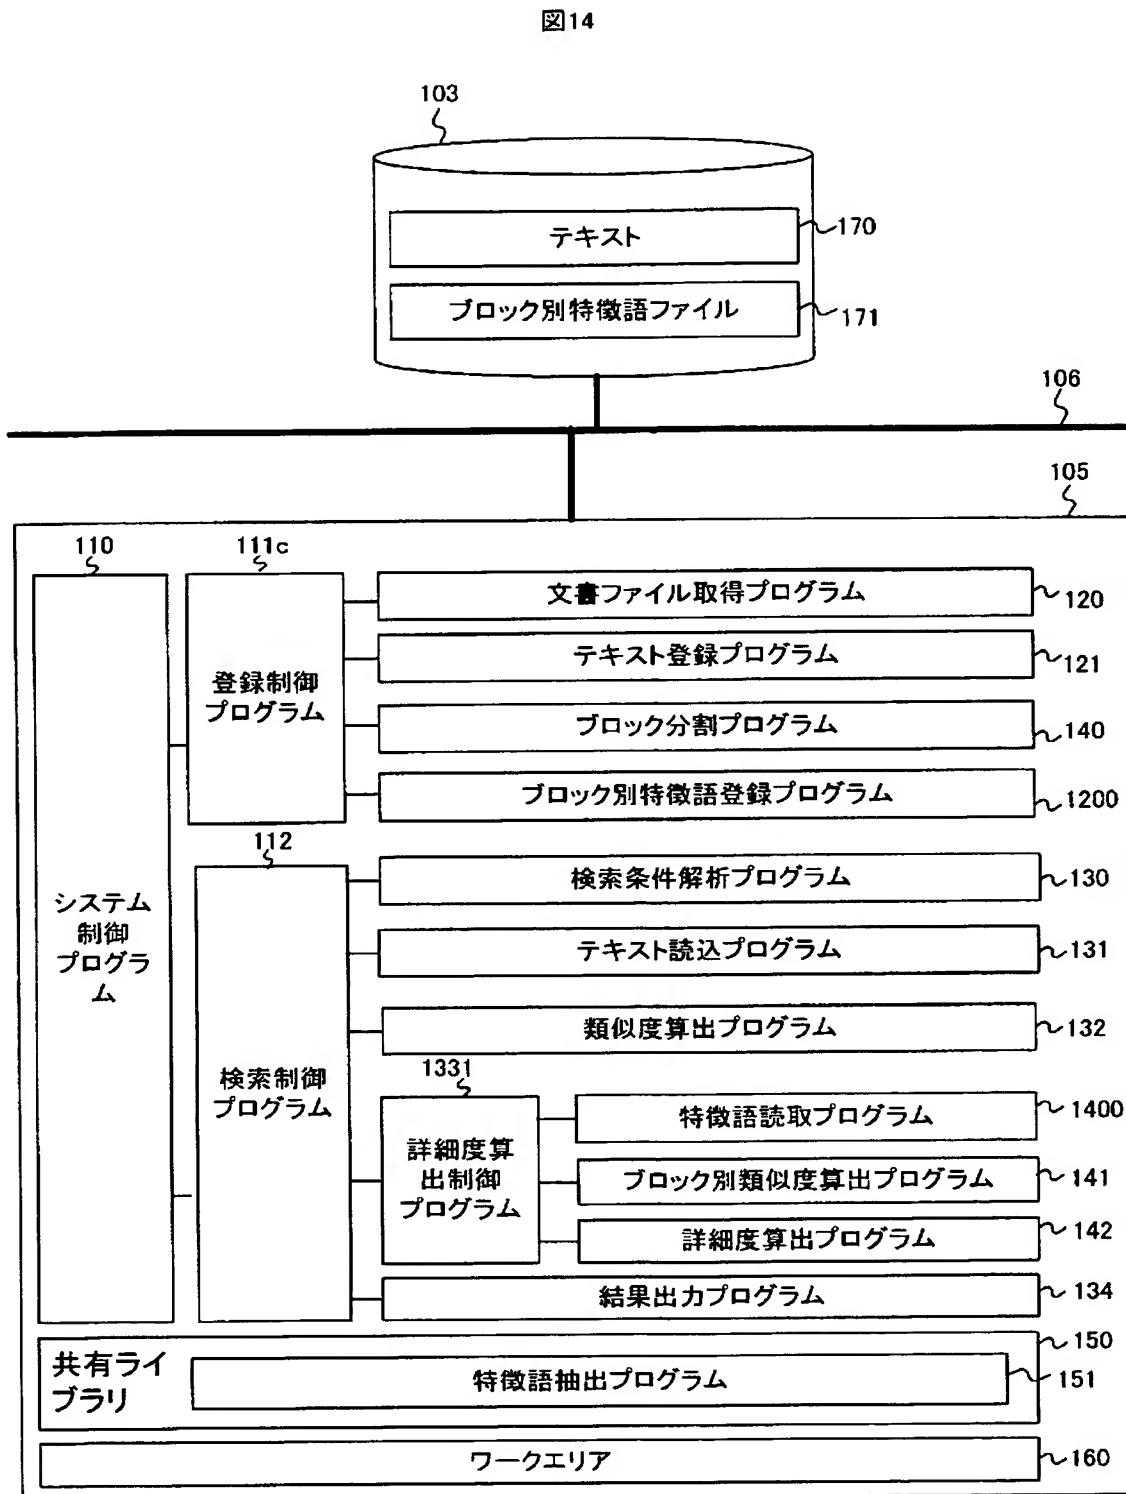 図14
103
テキスト
170
ブロック別特徴語ファイル
171
106
105
110
111c
文書ファイル取得プログラム
120
テキスト登録プログラム
121
登録制御
プログラム
ブロック分割プログラム
140
ブロック別特徴語登録プログラム
1200
112
検索条件解析プログラム
130
システム
制御
プログラ
ム
テキスト読込プログラム
131
類似度算出プログラム
132
検索制御
プログラム
1331
詳細度算
出制御
プログラム
特徴語読取プログラム
1400
ブロック別類似度算出プログラム
141
詳細度算出プログラム
142
結果出力プログラム
134
共有ライ
ブラリ
150
特徴語抽出プログラム
151
ワークエリア
160